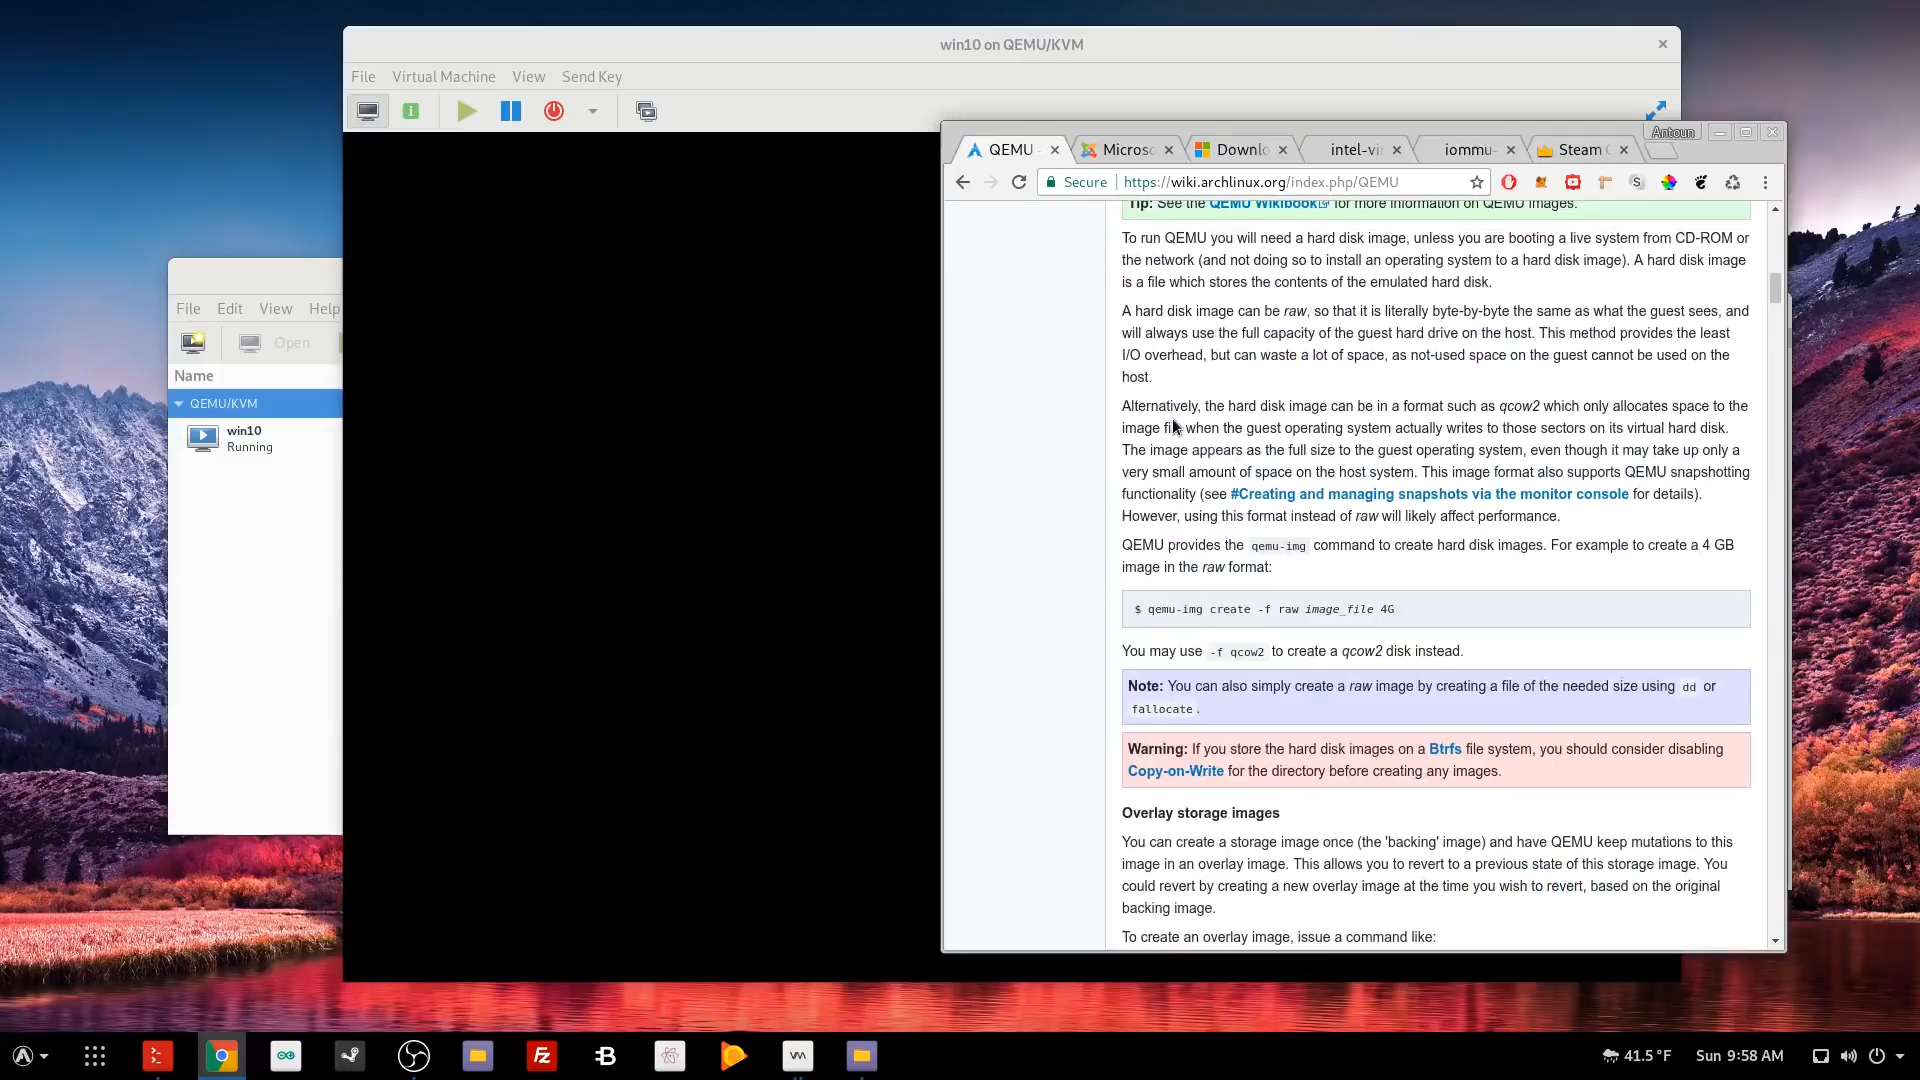 win10 on QEMU/KVM
File Virtual Machine View Send Key
File Edit View Help
Open
Name
QEMU/KVM
win10
Running
Antoun
QEMU - Microso Downlo intel-vir iommu- Steam
Secure https://wiki.archlinux.org/index.php/QEMU
Tip: See the QEMU Wikibook for more information on QEMU images.
To run QEMU you will need a hard disk image, unless you are booting a live system from CD-ROM or
the network (and not doing so to install an operating system to a hard disk image). A hard disk image
is a file which stores the contents of the emulated hard disk.
A hard disk image can be raw, so that it is literally byte-by-byte the same as what the guest sees, and
will always use the full capacity of the guest hard drive on the host. This method provides the least
I/O overhead, but can waste a lot of space, as not-used space on the guest cannot be used on the
host.
Alternatively, the hard disk image can be in a format such as qcow2 which only allocates space to the
image file when the guest operating system actually writes to those sectors on its virtual hard disk.
The image appears as the full size to the guest operating system, even though it may take up only a
very small amount of space on the host system. This image format also supports QEMU snapshotting
functionality (see #Creating and managing snapshots via the monitor console for details).
However, using this format instead of raw will likely affect performance.
QEMU provides the qemu-img command to create hard disk images. For example to create a 4 GB
image in the raw format:
$ qemu-img create -f raw image_file 4G
You may use -f qcow2 to create a qcow2 disk instead.
Note: You can also simply create a raw image by creating a file of the needed size using dd or
fallocate.
Warning: If you store the hard disk images on a Btrfs file system, you should consider disabling
Copy-on-Write for the directory before creating any images.
Overlay storage images
You can create a storage image once (the 'backing' image) and have QEMU keep mutations to this
image in an overlay image. This allows you to revert to a previous state of this storage image. You
could revert by creating a new overlay image at the time you wish to revert, based on the original
backing image.
To create an overlay image, issue a command like:
41.5 °F Sun 9:58 AM